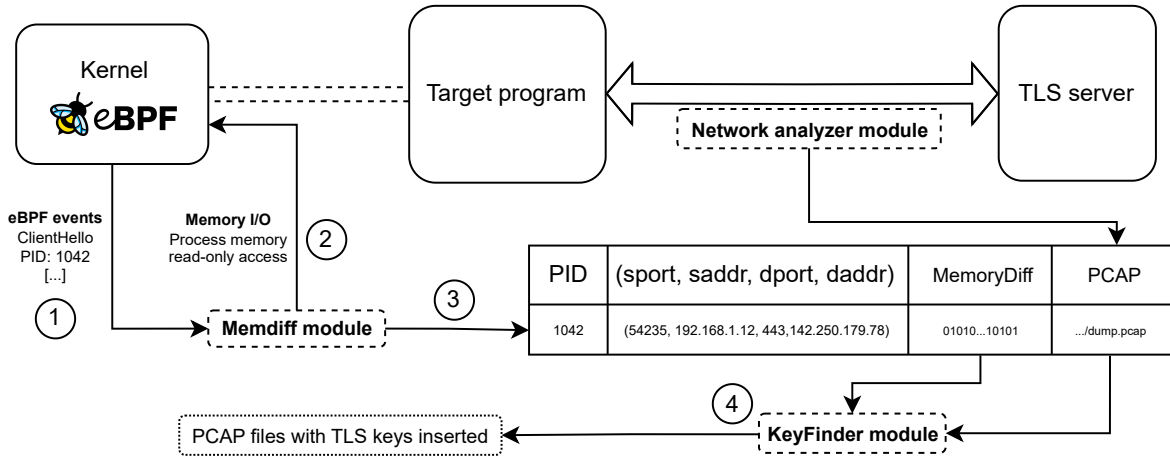 Kernel
eBPF
Target program
TLS server
Network analyzer module
eBPF events
ClientHello
PID: 1042
[...]
1
Memory I/O
Process memory
read-only access
2
Memdiff module
3
PID
(sport, saddr, dport, daddr)
MemoryDiff
PCAP
1042
(54235, 192.168.1.12, 443,142.250.179.78)
01010...10101
.../dump.pcap
4
KeyFinder module
PCAP files with TLS keys inserted